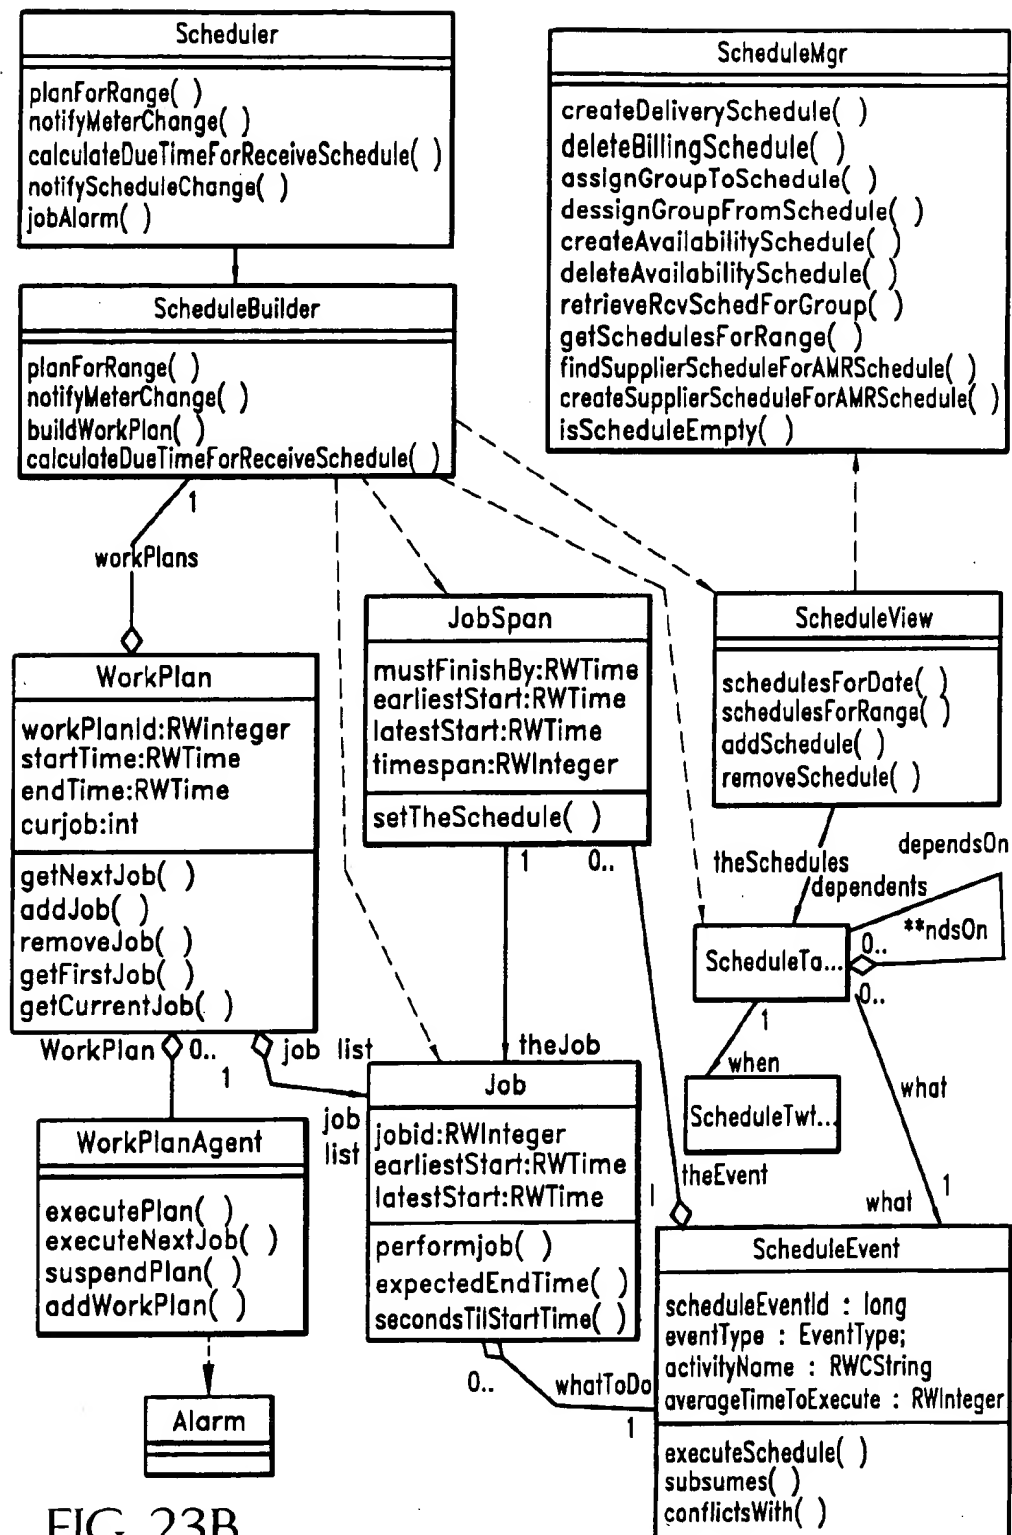 Scheduler
planForRange( )
notifyMeterChange( )
calculateDueTimeForReceiveSchedule( )
notifyScheduleChange( )
jobAlarm( )
ScheduleMgr
createDeliverySchedule( )
deleteBillingSchedule( )
assignGroupToSchedule( )
dessignGroupFromSchedule( )
createAvailabilitySchedule( )
deleteAvailabilitySchedule( )
retrieveRcvSchedForGroup( )
getSchedulesForRange( )
findSupplierScheduleForAMRSchedule( )
createSupplierScheduleForAMRSchedule( )
isScheduleEmpty( )
ScheduleBuilder
planForRange( )
notifyMeterChange( )
buildWorkPlan( )
calculateDueTimeForReceiveSchedule( )
1
workPlans
WorkPlan
workPlanId:RWinteger
startTime:RWTime
endTime:RWTime
curjob:int
getNextJob( )
addJob( )
removeJob( )
getFirstJob( )
getCurrentJob( )
JobSpan
mustFinishBy:RWTime
earliestStart:RWTime
latestStart:RWTime
timespan:RWInteger
setTheSchedule( )
1
0..
ScheduleView
schedulesForDate( )
schedulesForRange( )
addSchedule( )
removeSchedule( )
theSchedules
dependents
dependsOn
**ndsOn
0..
ScheduleTa...
0..
1
when
ScheduleTwt...
what
what
1
WorkPlan
0..
1
job list
job
list
theJob
Job
jobid:RWInteger
earliestStart:RWTime
latestStart:RWTime
performjob( )
expectedEndTime( )
secondsTilStartTime( )
0..
whatToDo
1
WorkPlanAgent
executePlan( )
executeNextJob( )
suspendPlan( )
addWorkPlan( )
Alarm
theEvent
1
ScheduleEvent
scheduleEventId : long
eventType : EventType;
activityName : RWCString
averageTimeToExecute : RWInteger
executeSchedule( )
subsumes( )
conflictsWith( )
FIG. 23B